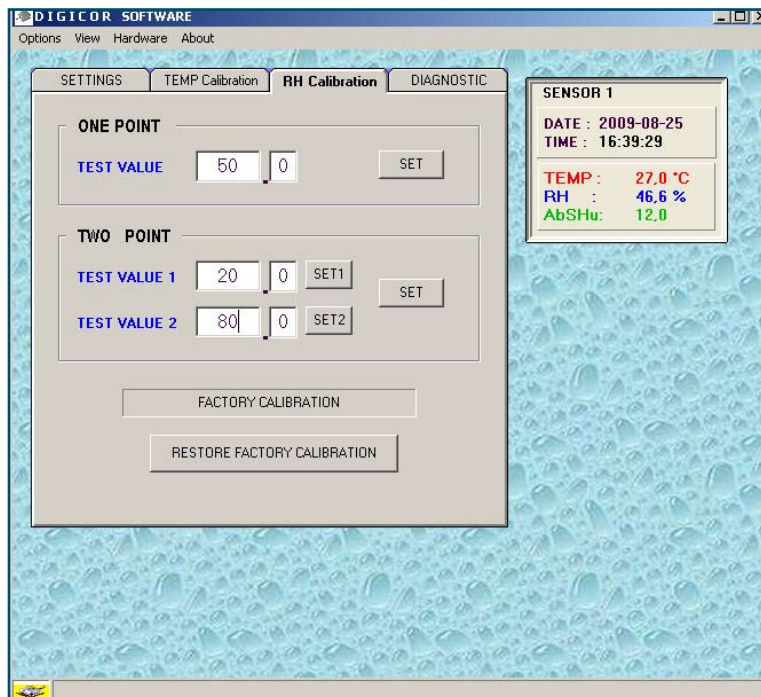 DIGICOR SOFTWARE
Options View Hardware About
SETTINGS TEMP Calibration RH Calibration DIAGNOSTIC
ONE POINT
TEST VALUE 50 . 0 SET
TWO POINT
TEST VALUE 1 20 . 0 SET1
SET
TEST VALUE 2 80 . 0 SET2
FACTORY CALIBRATION
RESTORE FACTORY CALIBRATION
SENSOR 1
DATE : 2009-08-25
TIME : 16:39:29
TEMP : 27,0 °C
RH : 46,6 %
AbSHu: 12,0